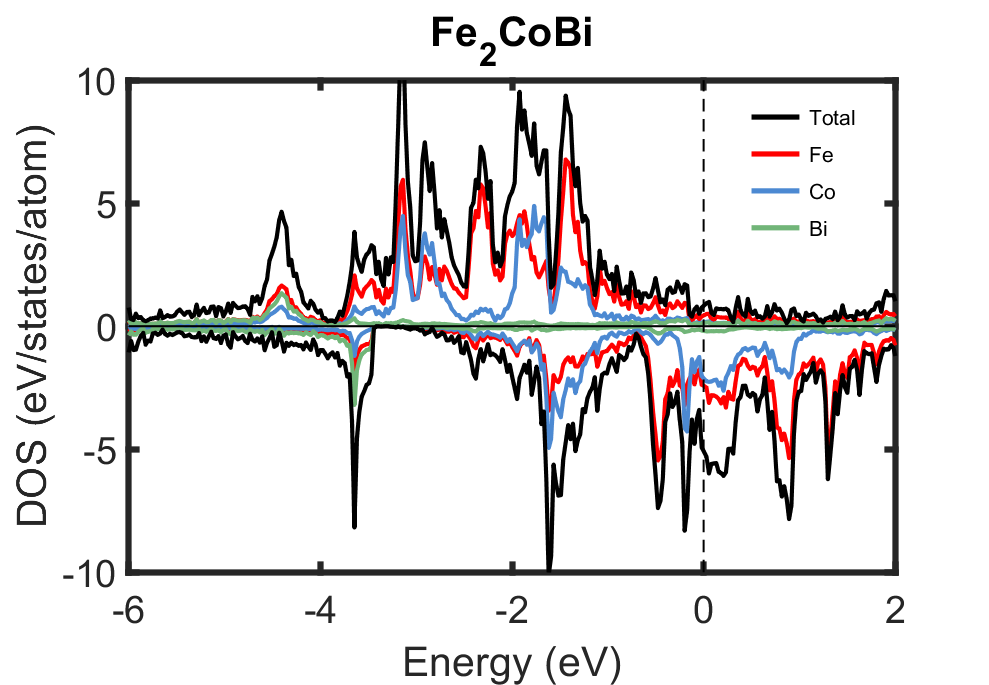 Fe2CoBi
DOS (eV/states/atom)
10
5
0
-5
-10
Total
Fe
Co
Bi
-6 -4 -2 0 2
Energy (eV)